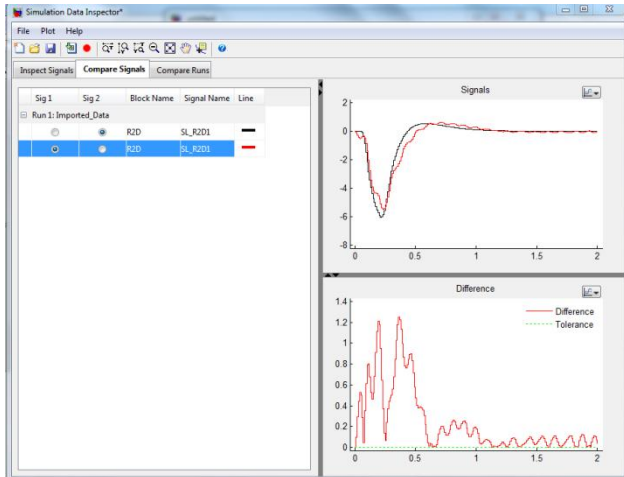 Simulation Data Inspector*
File Plot Help
Inspect Signals Compare Signals Compare Runs
Sig 1 Sig 2 Block Name Signal Name Line
Run 1: Imported_Data
R2D SL_R2D1
R2D SL_R2D1
Signals
2
0
-2
-4
-6
-8
0 0.5 1 1.5 2
Difference
1.4
1.2
1
0.8
0.6
0.4
0.2
0
Difference
Tolerance
0 0.5 1 1.5 2